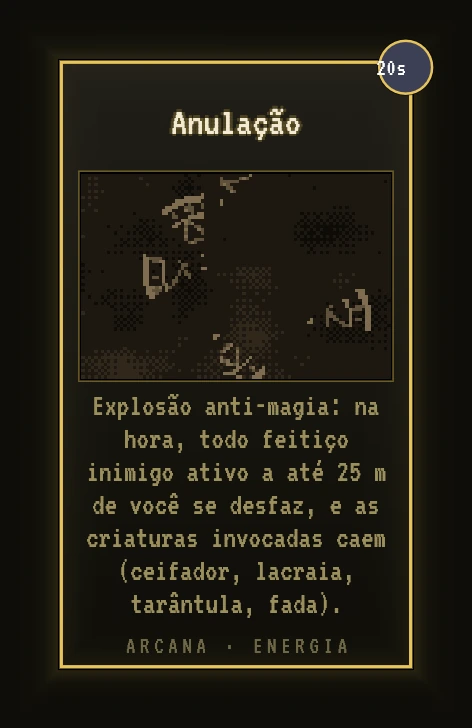 20s
Anulação
Explosão anti-magia: na
hora, todo feitiço
inimigo ativo a até 25 m
de você se desfaz, e as
criaturas invocadas caem
(ceifador, lacraia,
tarântula, fada).
ARCANA · ENERGIA